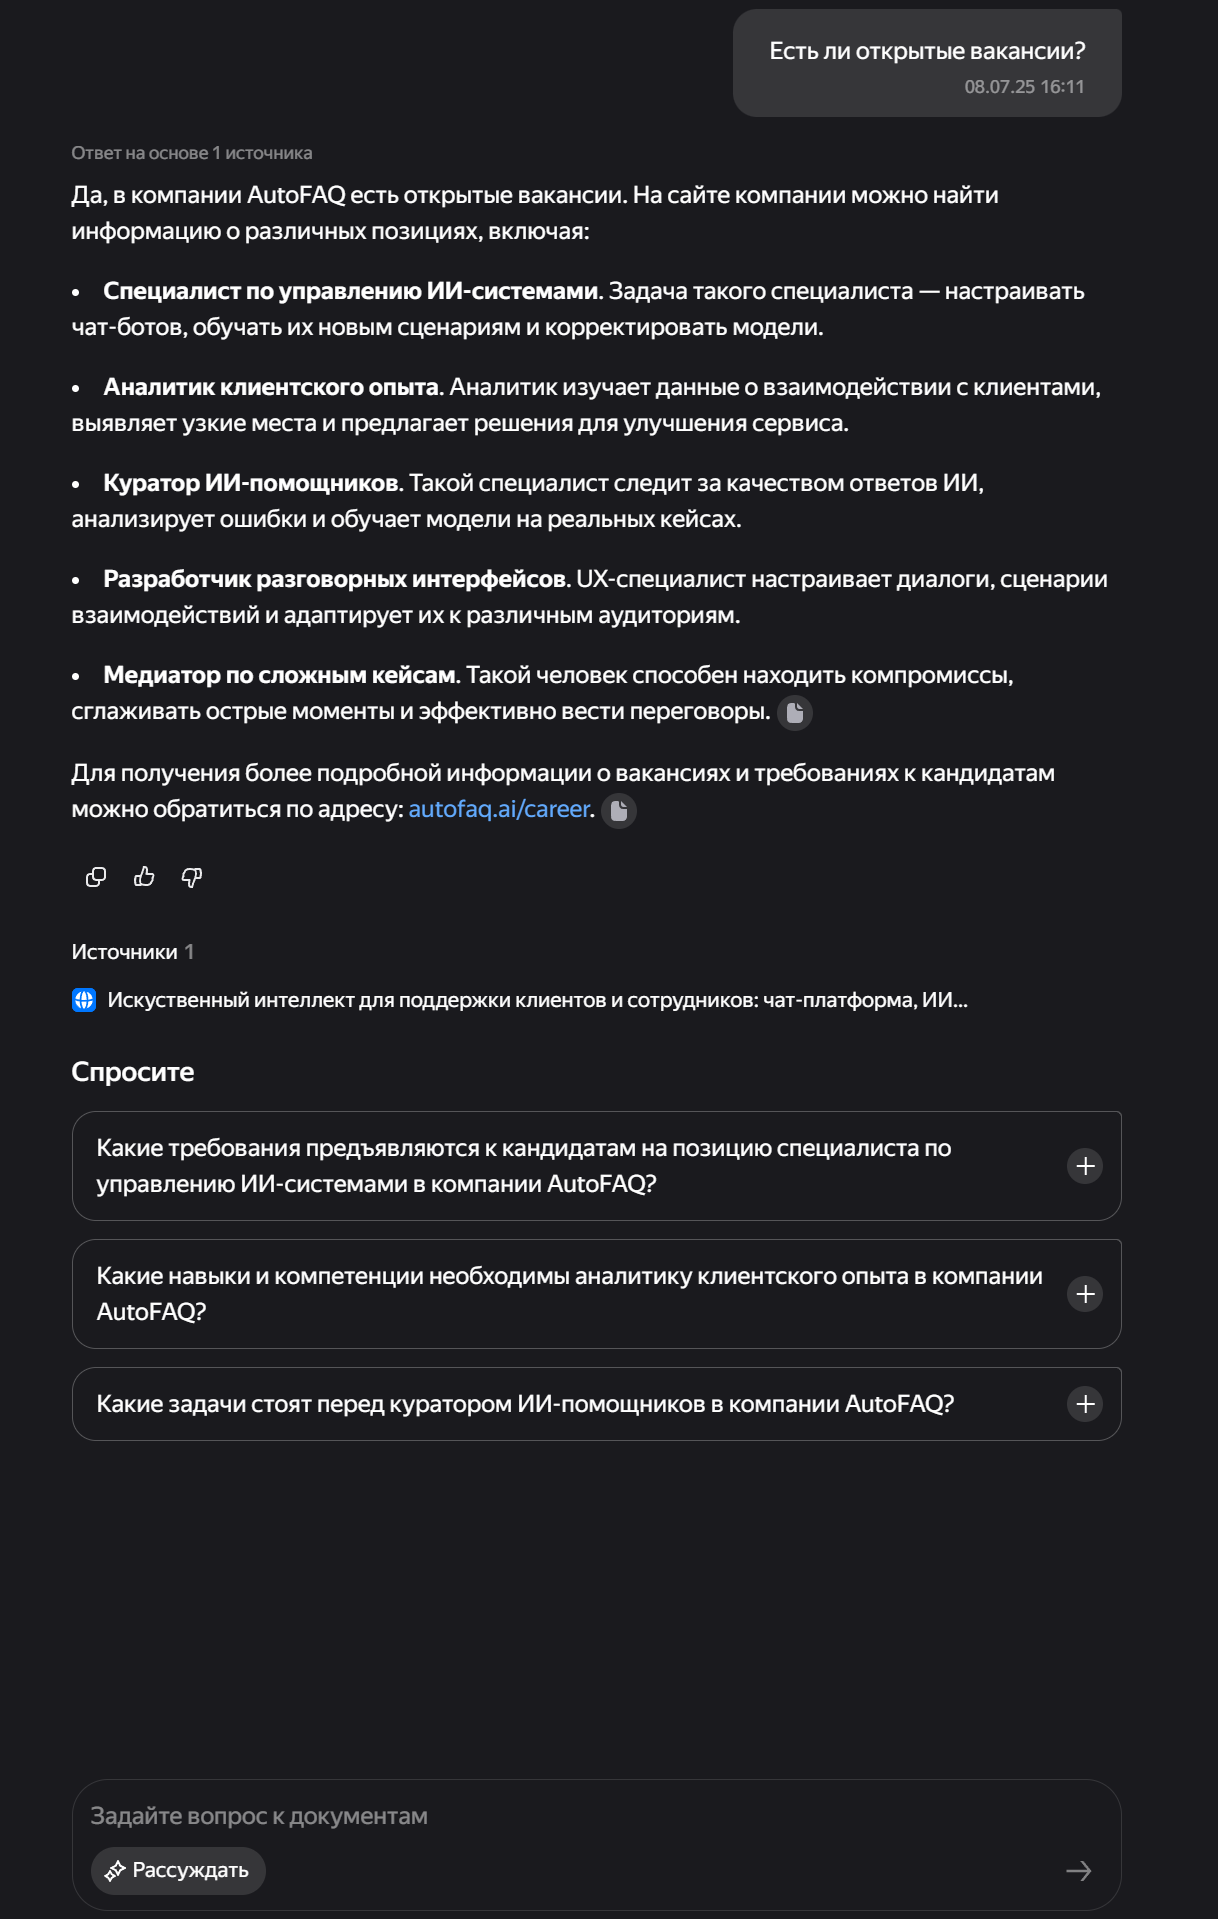 Есть ли открытые вакансии?
08.07.25 16:11
Ответ на основе 1 источника
Да, в компании AutoFAQ есть открытые вакансии. На сайте компании можно найти
информацию о различных позициях, включая:
• Специалист по управлению ИИ-системами. Задача такого специалиста — настраивать
чат-ботов, обучать их новым сценариям и корректировать модели.
• Аналитик клиентского опыта. Аналитик изучает данные о взаимодействии с клиентами,
выявляет узкие места и предлагает решения для улучшения сервиса.
• Куратор ИИ-помощников. Такой специалист следит за качеством ответов ИИ,
анализирует ошибки и обучает модели на реальных кейсах.
• Разработчик разговорных интерфейсов. UX-специалист настраивает диалоги, сценарии
взаимодействий и адаптирует их к различным аудиториям.
• Медиатор по сложным кейсам. Такой человек способен находить компромиссы,
сглаживать острые моменты и эффективно вести переговоры.
Для получения более подробной информации о вакансиях и требованиях к кандидатам
можно обратиться по адресу: autofaq.ai/career.
Источники 1
Искуственный интеллект для поддержки клиентов и сотрудников: чат-платформа, ИИ...
Спросите
Какие требования предъявляются к кандидатам на позицию специалиста по
управлению ИИ-системами в компании AutoFAQ?
Какие навыки и компетенции необходимы аналитику клиентского опыта в компании
AutoFAQ?
Какие задачи стоят перед куратором ИИ-помощников в компании AutoFAQ?
Задайте вопрос к документам
Рассуждать